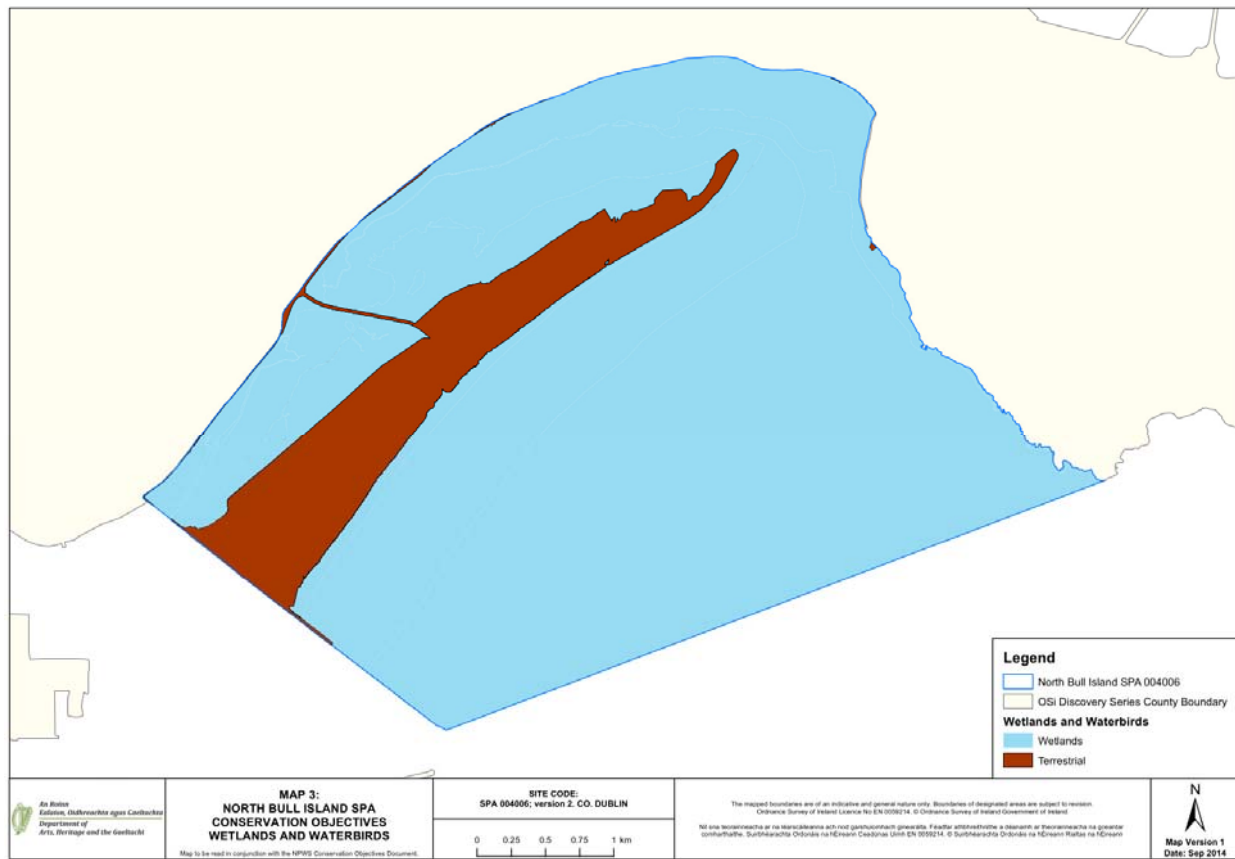 Legend
North Bull Island SPA 004006
OSi Discovery Series County Boundary
Wetlands and Waterbirds
Wetlands
Terrestrial
An Roinn
Ealaíon, Oidhreachta agus Gaeltachta
Department of
Arts, Heritage and the Gaeltacht
MAP 3:
NORTH BULL ISLAND SPA
CONSERVATION OBJECTIVES
WETLANDS AND WATERBIRDS
Map to be read in conjunction with the NPWS Conservation Objectives Document.
SITE CODE:
SPA 004006; version 2. CO. DUBLIN
0 0.25 0.5 0.75 1 km
The mapped boundaries are of an indicative and general nature only. Boundaries of designated areas are subject to revision.
Ordnance Survey of Ireland Licence No EN 0059214. © Ordnance Survey of Ireland Government of Ireland
N
Map Version 1
Date: Sep 2014